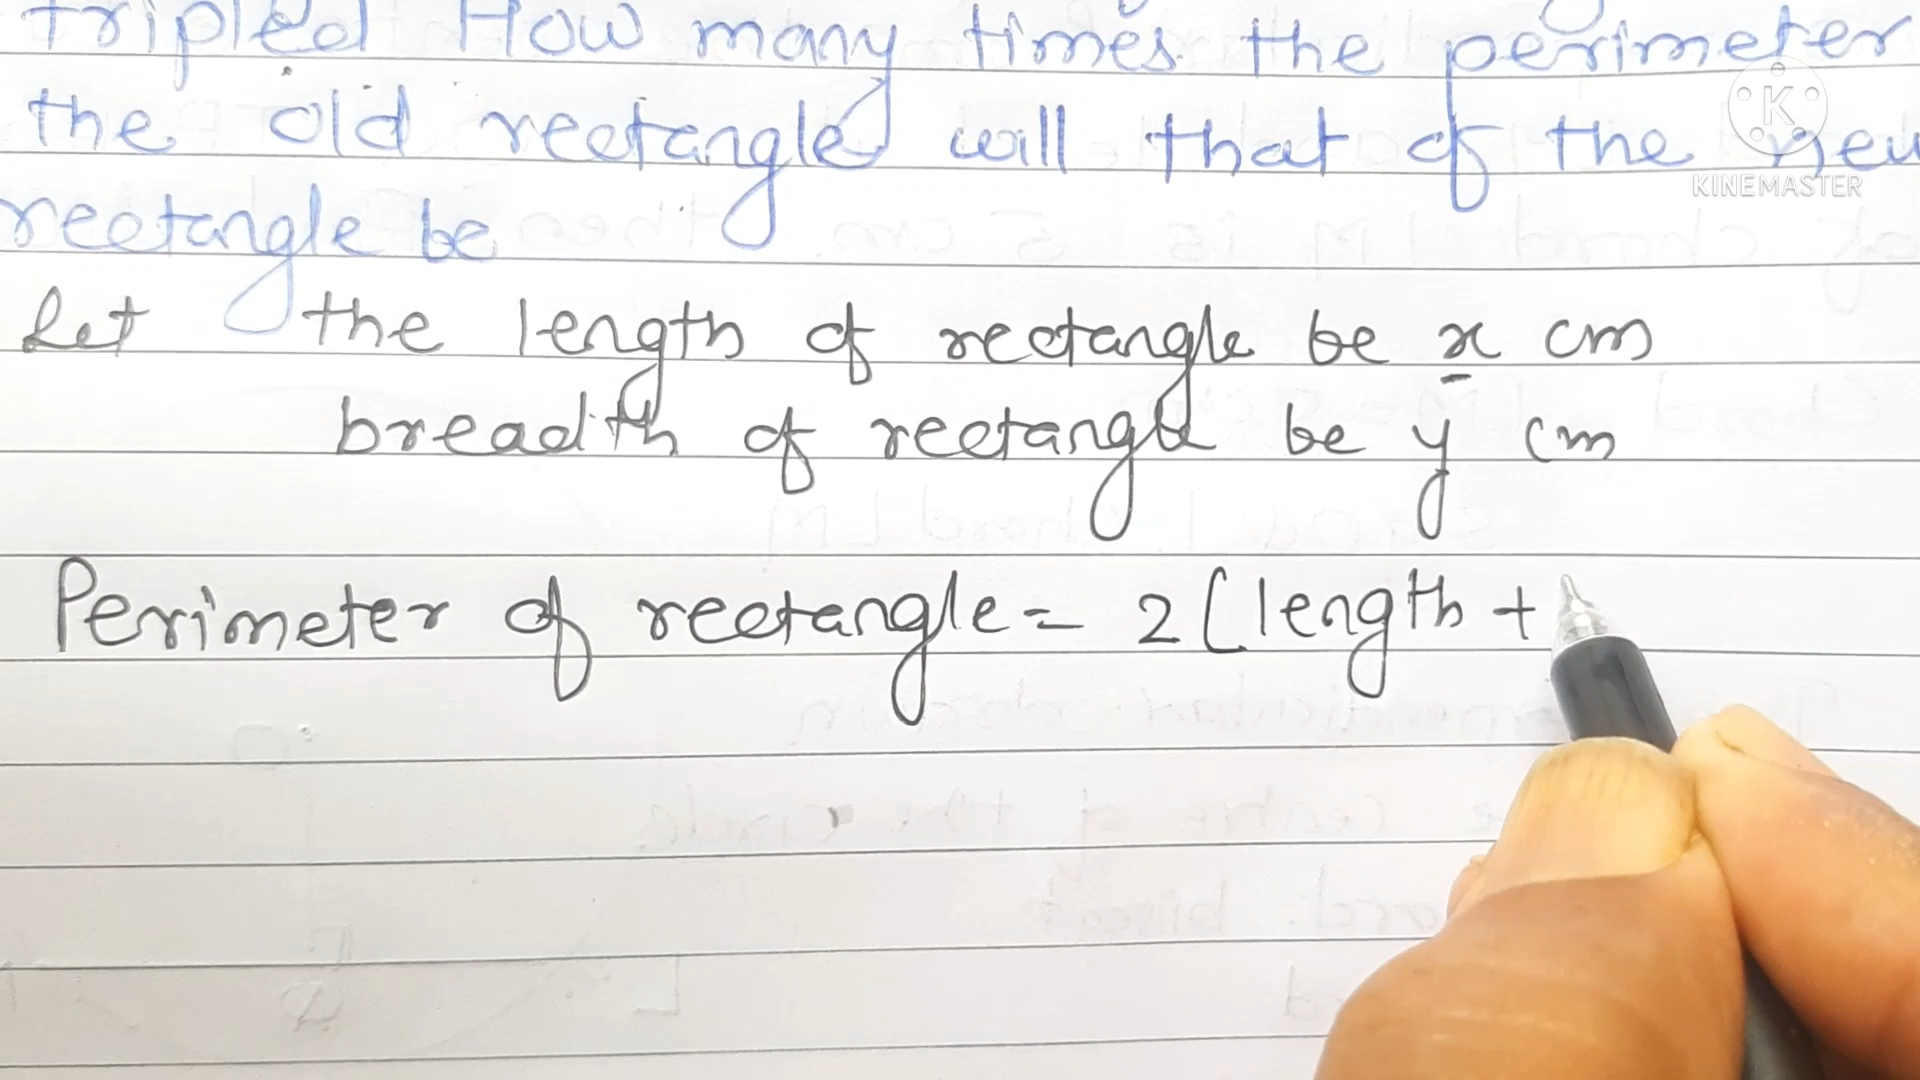 tripled How many times the perimeter
the old rectangle will that of the new
rectangle be
Let the length of rectangle be x cm
breadth of rectangle be y cm
Perimeter of rectangle = 2 (length +
KINEMASTER